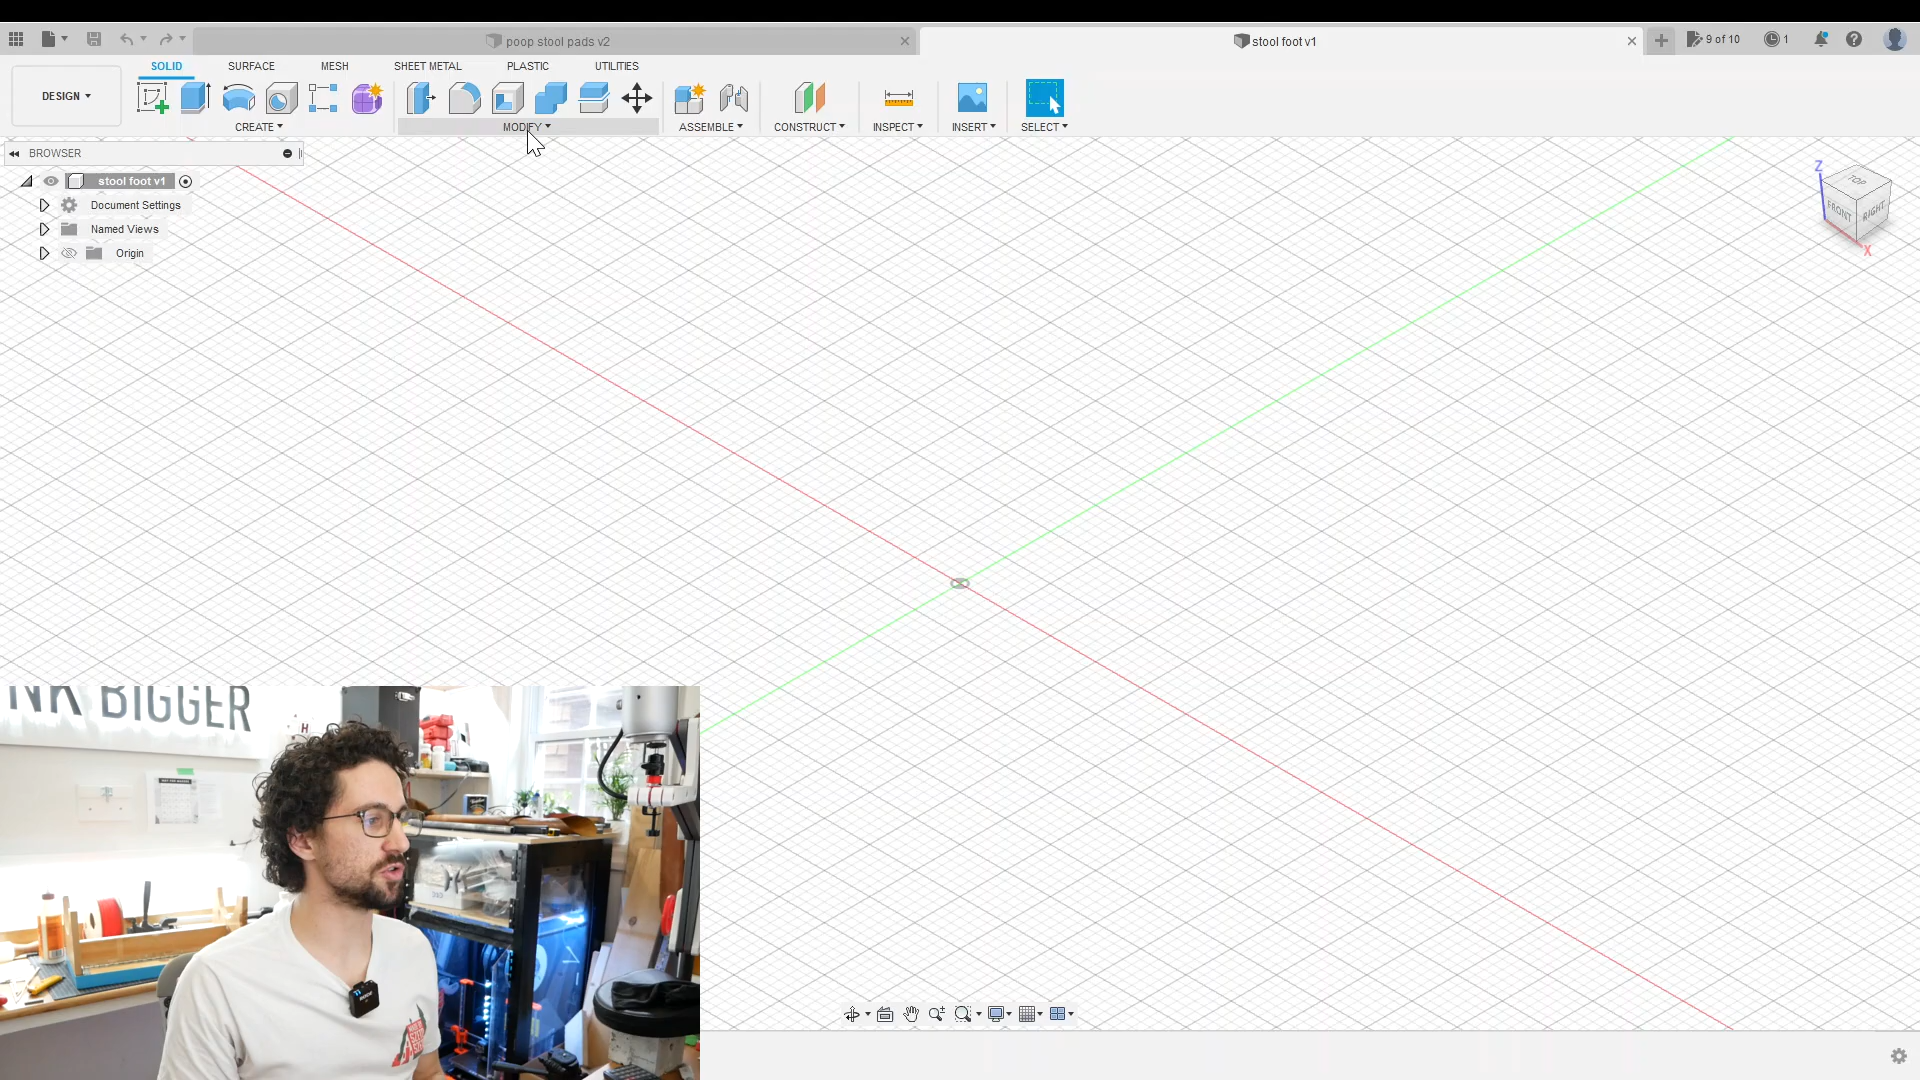 poop stool pads v2
stool foot v1
9 of 10
1
SOLID
SURFACE
MESH
SHEET METAL
PLASTIC
UTILITIES
DESIGN
CREATE
MODIFY
ASSEMBLE
CONSTRUCT
INSPECT
INSERT
SELECT
BROWSER
stool foot v1
Document Settings
Named Views
Origin
Z
TOP
FRONT
RIGHT
X
NK BIGGER